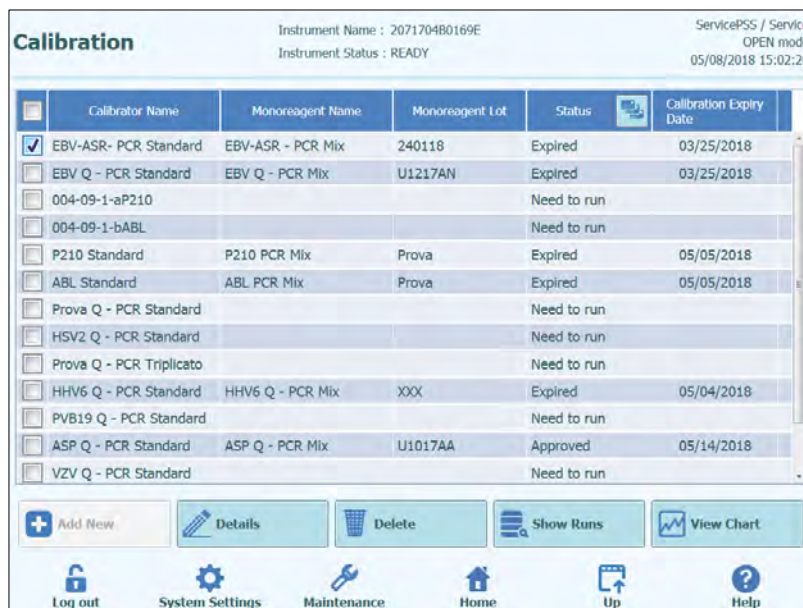 Calibration
Instrument Name : 2071704B0169E
Instrument Status : READY
ServicePSS / Service
OPEN mode
05/08/2018 15:02:2
Calibrator Name Monoreagent Name Monoreagent Lot Status Calibration Expiry Date
EBV-ASR- PCR Standard EBV-ASR - PCR Mix 240118 Expired 03/25/2018
EBV Q - PCR Standard EBV Q - PCR Mix U1217AN Expired 03/25/2018
004-09-1-aP210 Need to run
004-09-1-bABL Need to run
P210 Standard P210 PCR Mix Prova Expired 05/05/2018
ABL Standard ABL PCR Mix Prova Expired 05/05/2018
Prova Q - PCR Standard Need to run
HSV2 Q - PCR Standard Need to run
Prova Q - PCR Triplicato Need to run
HHV6 Q - PCR Standard HHV6 Q - PCR Mix XXX Expired 05/04/2018
PVB19 Q - PCR Standard Need to run
ASP Q - PCR Standard ASP Q - PCR Mix U1017AA Approved 05/14/2018
VZV Q - PCR Standard Need to run
Add New Details Delete Show Runs View Chart
Log out System Settings Maintenance Home Up Help